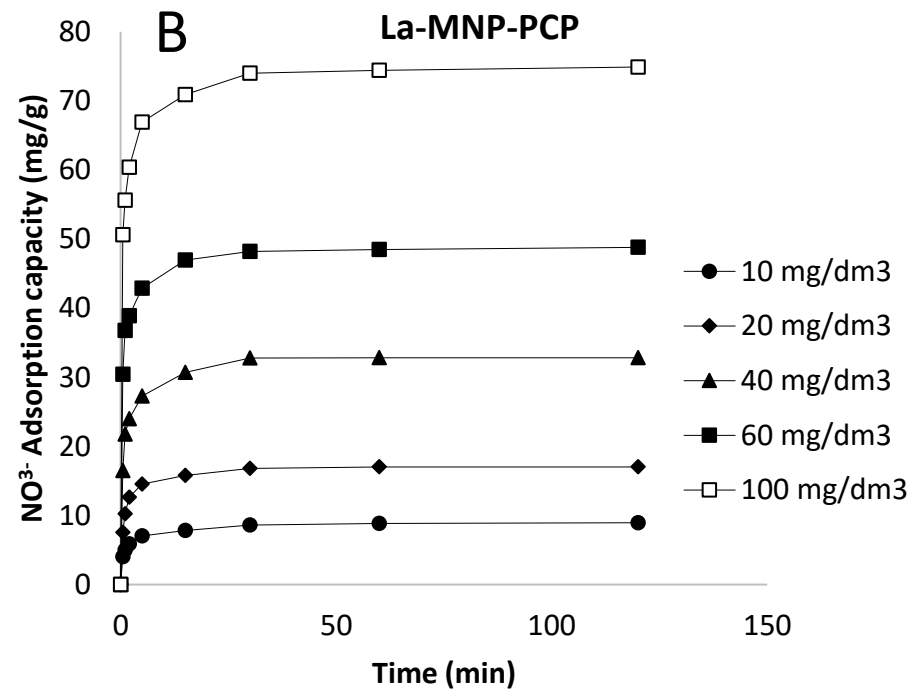 B
La-MNP-PCP
NO³⁻ Adsorption capacity (mg/g)
80
70
60
50
40
30
20
10
0
0 50 100 150
Time (min)
10 mg/dm3
20 mg/dm3
40 mg/dm3
60 mg/dm3
100 mg/dm3